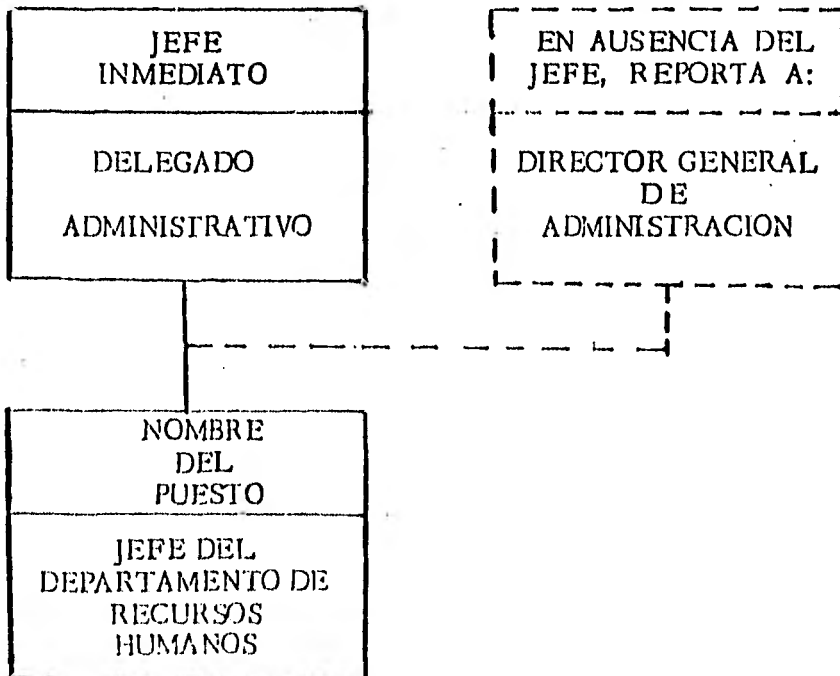 JEFE
INMEDIATO
DELEGADO
ADMINISTRATIVO
EN AUSENCIA DEL
JEFE, REPORTA A:
DIRECTOR GENERAL
DE
ADMINISTRACION
NOMBRE
DEL
PUESTO
JEFE DEL
DEPARTAMENTO DE
RECURSOS
HUMANOS